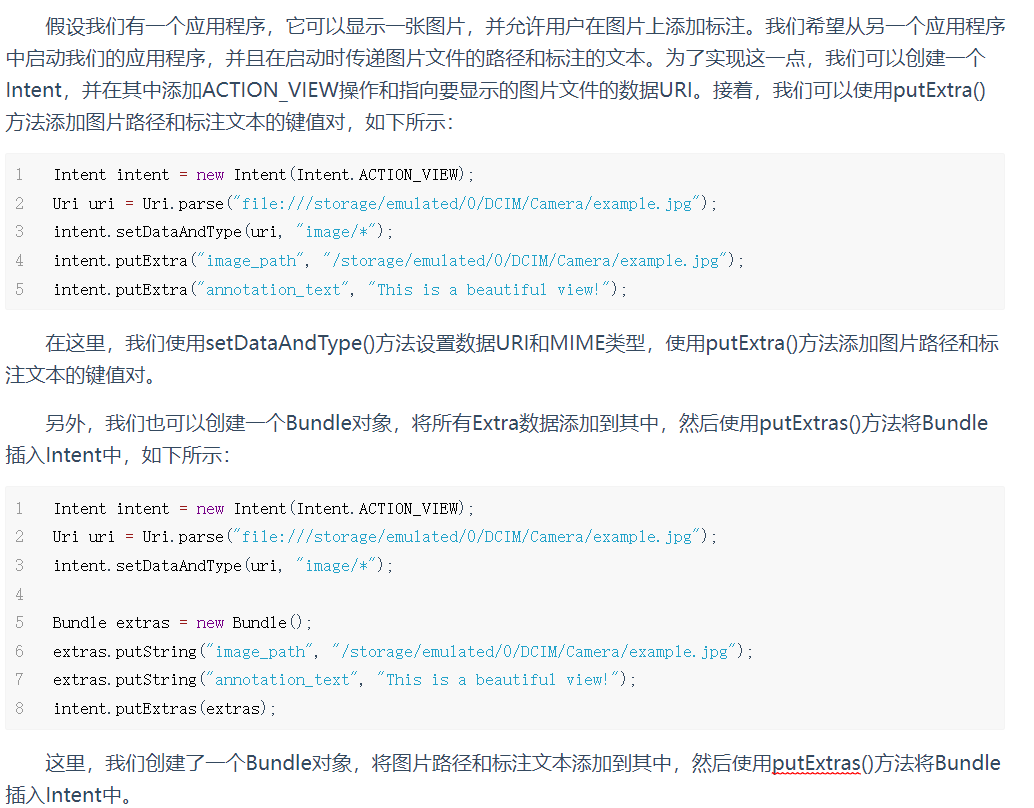 假设我们有一个应用程序，它可以显示一张图片，并允许用户在图片上添加标注。我们希望从另一个应用程序
中启动我们的应用程序，并且在启动时传递图片文件的路径和标注的文本。为了实现这一点，我们可以创建一个
Intent，并在其中添加ACTION_VIEW操作和指向要显示的图片文件的数据URI。接着，我们可以使用putExtra()
方法添加图片路径和标注文本的键值对，如下所示：
1 Intent intent = new Intent(Intent.ACTION_VIEW);
2 Uri uri = Uri.parse("file:///storage/emulated/0/DCIM/Camera/example.jpg");
3 intent.setDataAndType(uri, "image/*");
4 intent.putExtra("image_path", "/storage/emulated/0/DCIM/Camera/example.jpg");
5 intent.putExtra("annotation_text", "This is a beautiful view!");
在这里，我们使用setDataAndType()方法设置数据URI和MIME类型，使用putExtra()方法添加图片路径和标
注文本的键值对。
另外，我们也可以创建一个Bundle对象，将所有Extra数据添加到其中，然后使用putExtras()方法将Bundle
插入Intent中，如下所示：
1 Intent intent = new Intent(Intent.ACTION_VIEW);
2 Uri uri = Uri.parse("file:///storage/emulated/0/DCIM/Camera/example.jpg");
3 intent.setDataAndType(uri, "image/*");
4
5 Bundle extras = new Bundle();
6 extras.putString("image_path", "/storage/emulated/0/DCIM/Camera/example.jpg");
7 extras.putString("annotation_text", "This is a beautiful view!");
8 intent.putExtras(extras);
这里，我们创建了一个Bundle对象，将图片路径和标注文本添加到其中，然后使用putExtras()方法将Bundle
插入Intent中。